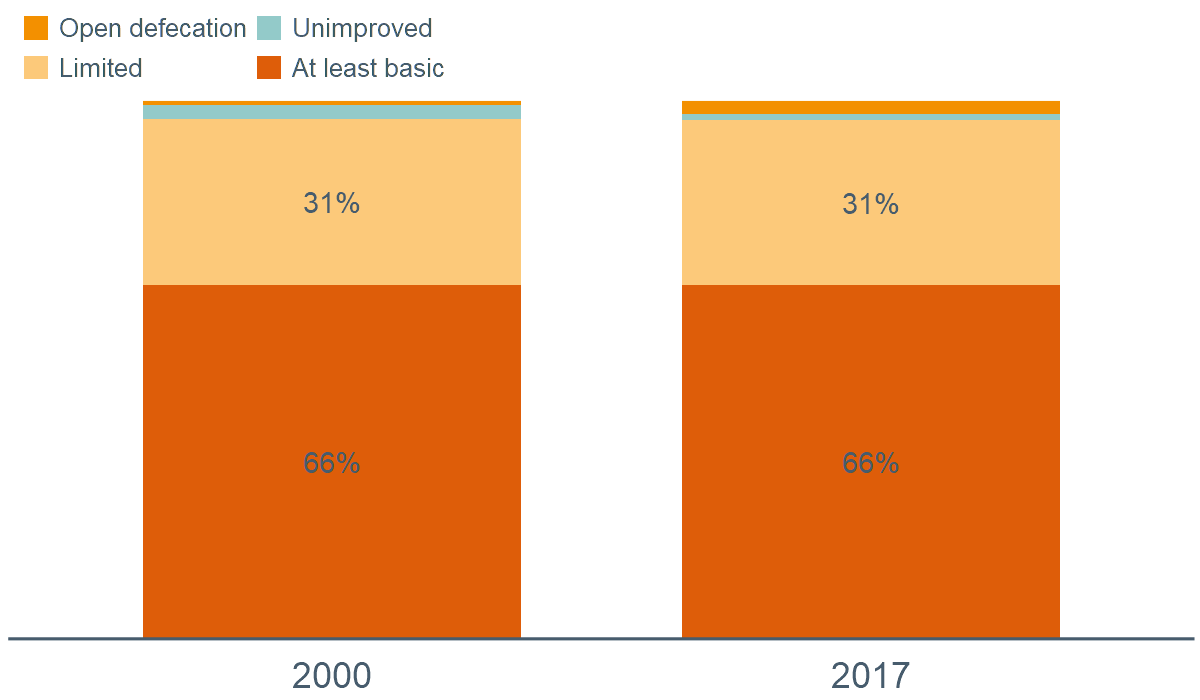 Open defecation Unimproved
Limited At least basic
31% 31%
66% 66%
2000 2017